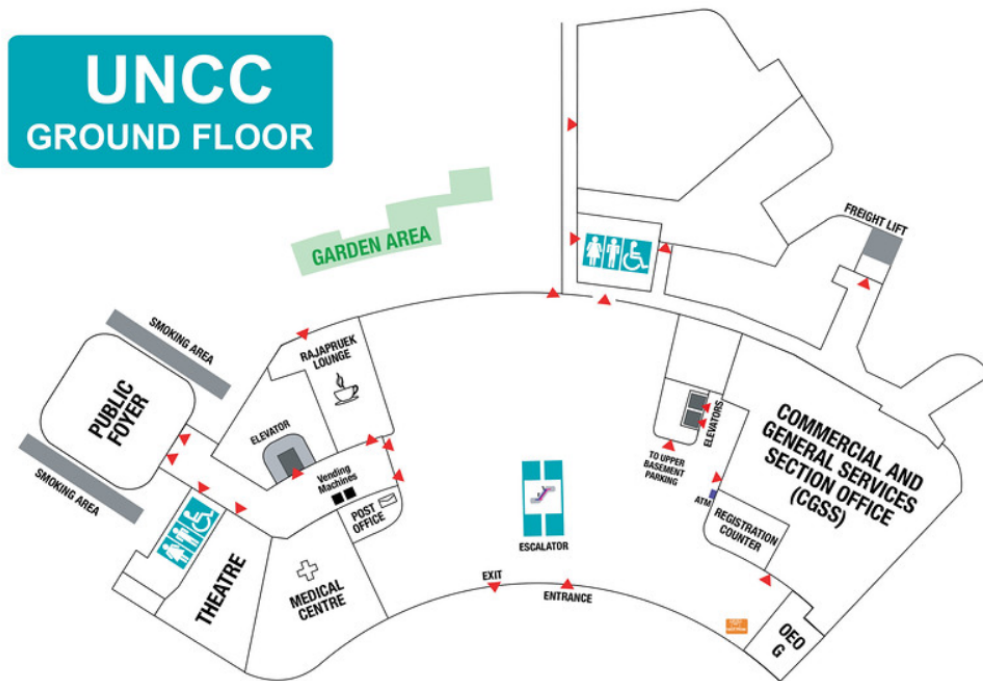 UNCC
GROUND FLOOR
FREIGHT LIFT
GARDEN AREA
SMOKING AREA
RAJAPRUEK
LOUNGE
PUBLIC
FOYER
ELEVATOR
ELEVATORS
COMMERCIAL AND
GENERAL SERVICES
SECTION OFFICE
(CGSS)
SMOKING AREA
Vending
Machines
TO UPPER
BASEMENT
PARKING
ATM
POST
OFFICE
REGISTRATION
COUNTER
ESCALATOR
THEATRE
MEDICAL
CENTRE
EXIT
ENTRANCE
OEO
G